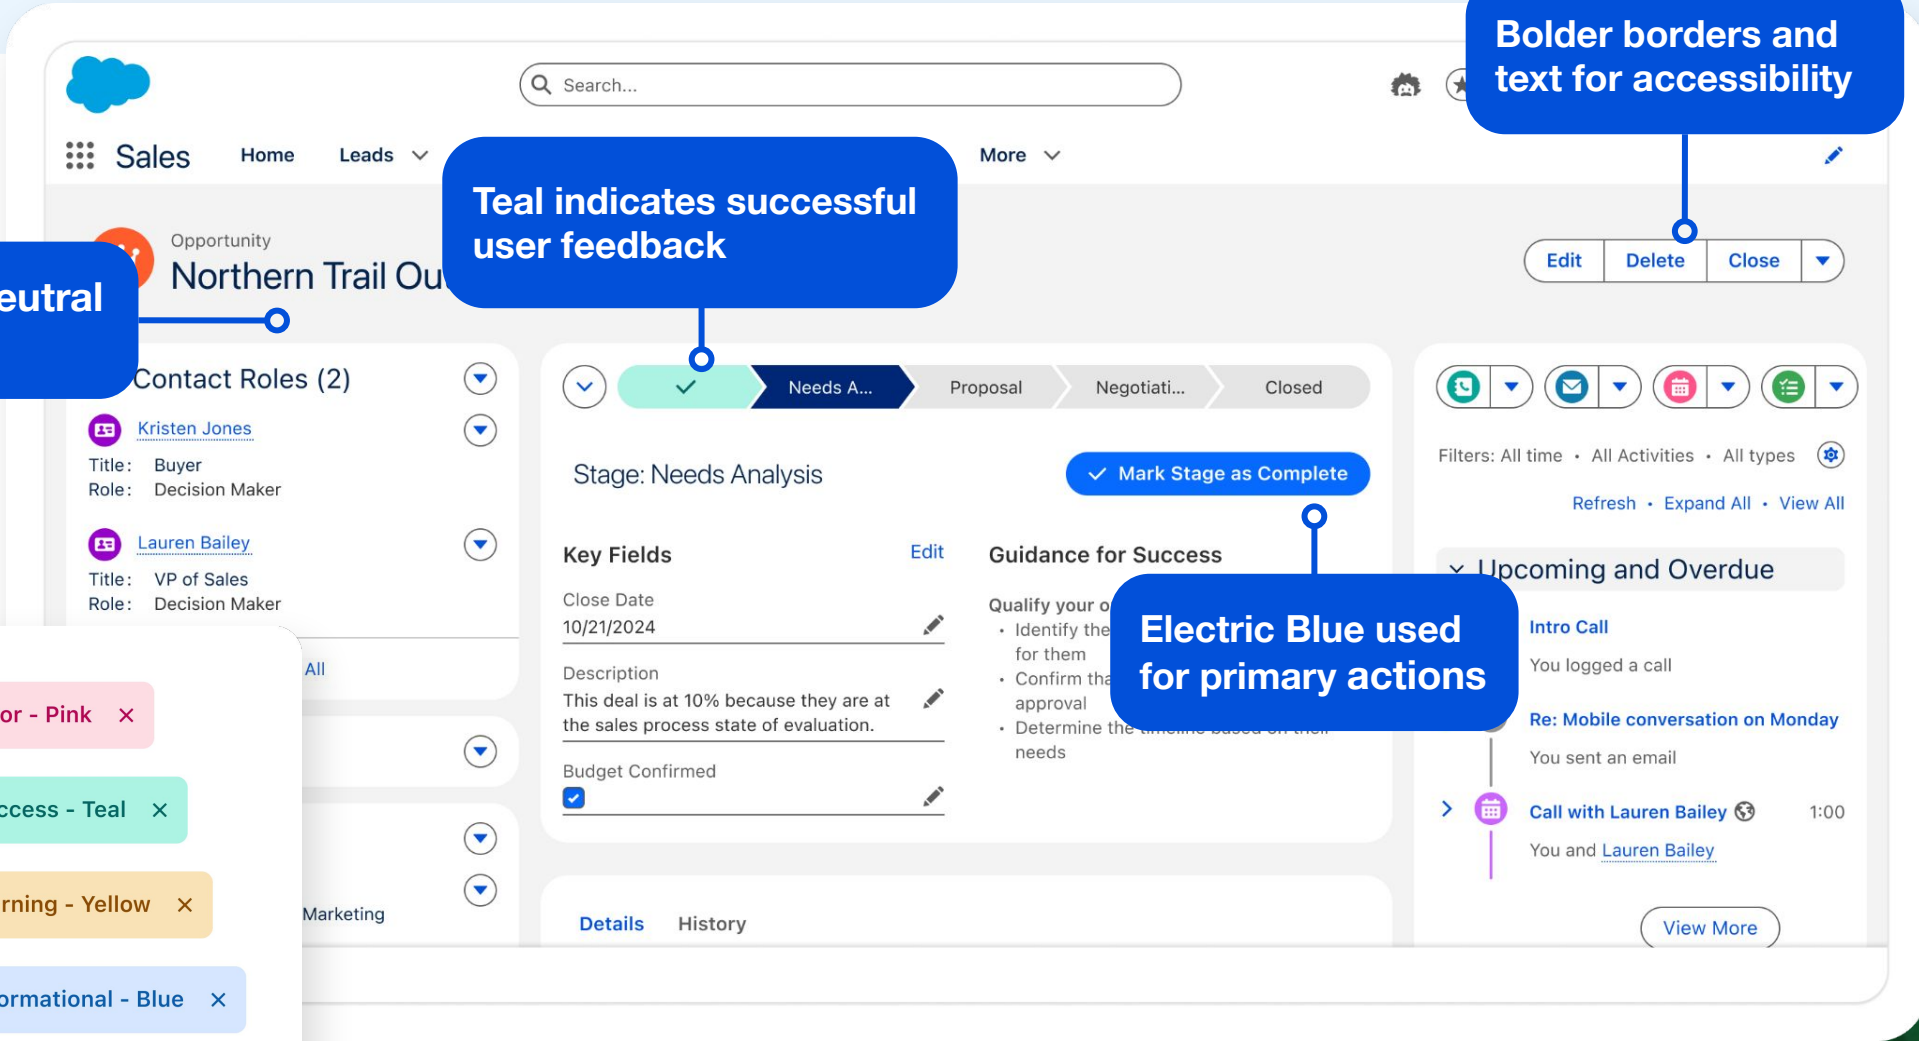 Bolder borders and
text for accessibility
Search...
Sales
Home
Leads
More
Teal indicates successful
user feedback
Opportunity
Northern Trail Ou
eutral
Edit
Delete
Close
Contact Roles (2)
Kristen Jones
Title: Buyer
Role: Decision Maker
Lauren Bailey
Title: VP of Sales
Role: Decision Maker
All
Marketing
or - Pink
ccess - Teal
rning - Yellow
ormational - Blue
Needs A...
Proposal
Negotiati...
Closed
Stage: Needs Analysis
Mark Stage as Complete
Key Fields
Edit
Close Date
10/21/2024
Description
This deal is at 10% because they are at
the sales process state of evaluation.
Budget Confirmed
Guidance for Success
Qualify your o
• Identify the
for them
• Confirm tha
approval
• Determine the timeline based on their
needs
Electric Blue used
for primary actions
Details
History
Filters: All time • All Activities • All types
Refresh • Expand All • View All
Upcoming and Overdue
Intro Call
You logged a call
Re: Mobile conversation on Monday
You sent an email
Call with Lauren Bailey
1:00
You and Lauren Bailey
View More